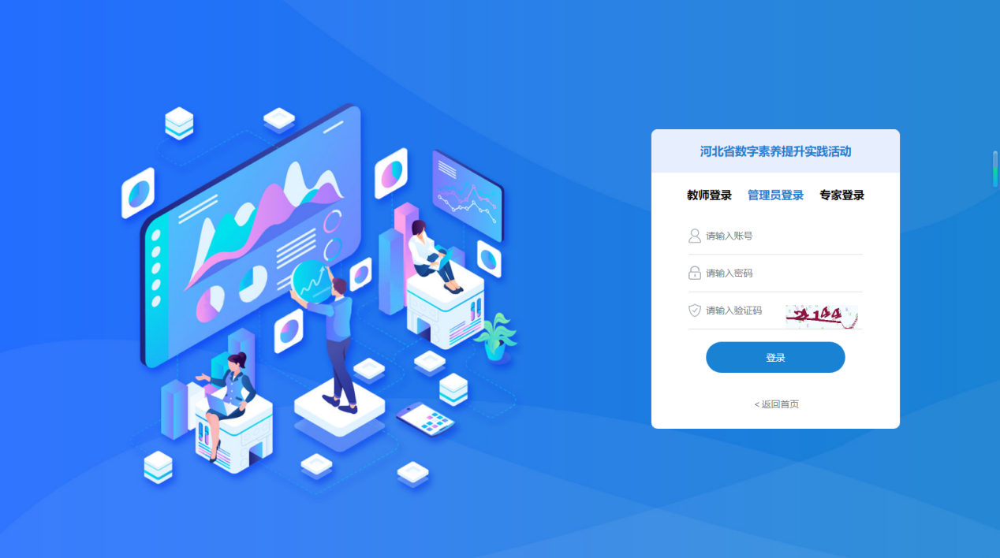 河北省数字素养提升实践活动
教师登录 管理员登录 专家登录
请输入账号
请输入密码
请输入验证码
登录
< 返回首页